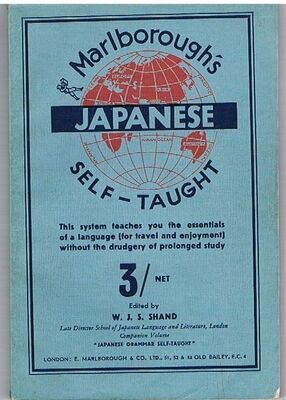 Marlborough's
JAPANESE
SELF-TAUGHT
This system teaches you the essentials
of a language (for travel and enjoyment)
without the drudgery of prolonged study
3/ NET
Edited by
W. J. S. SHAND
Late Director School of Japanese Language and Literature, London
Companion Volume
"JAPANESE GRAMMAR SELF-TAUGHT"
LONDON: E. MARLBOROUGH & CO. LTD., 51, 52 & 53 OLD BAILEY, E.C. 4